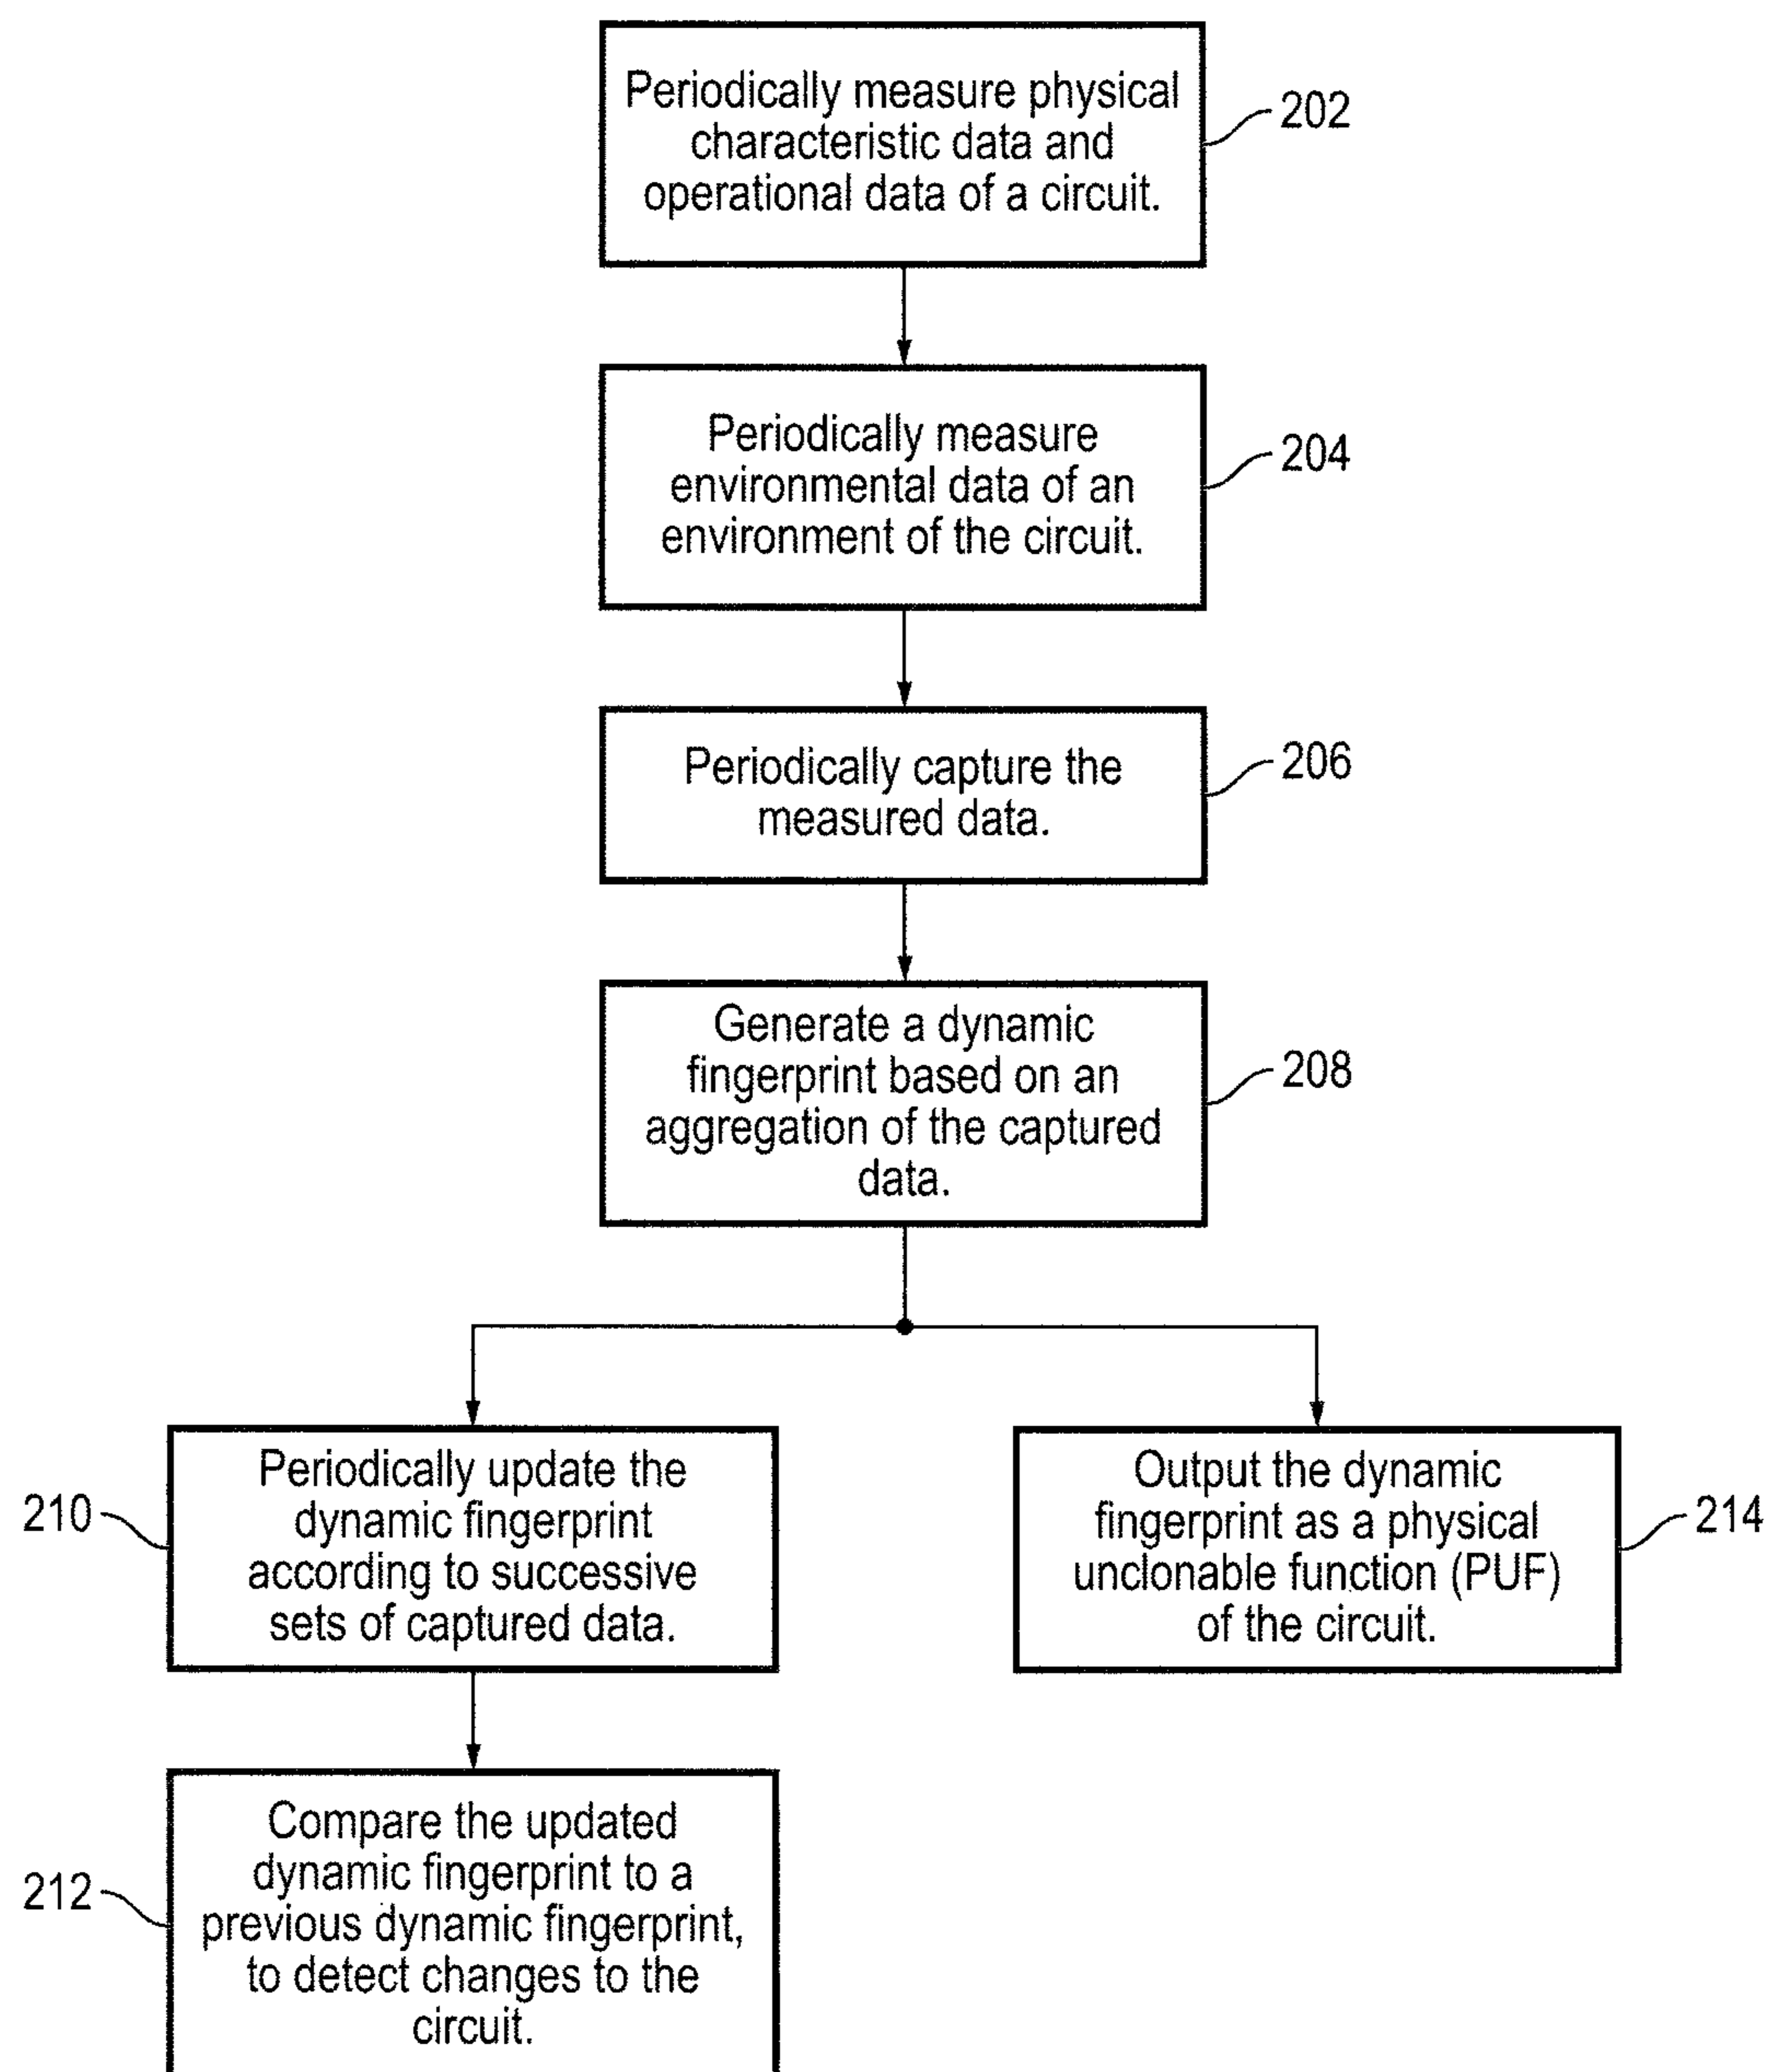 Periodically measure physical
characteristic data and
operational data of a circuit.
202
Periodically measure
environmental data of an
environment of the circuit.
204
Periodically capture the
measured data.
206
Generate a dynamic
fingerprint based on an
aggregation of the captured
data.
208
Periodically update the
dynamic fingerprint
according to successive
sets of captured data.
210
Output the dynamic
fingerprint as a physical
unclonable function (PUF)
of the circuit.
214
Compare the updated
dynamic fingerprint to a
previous dynamic fingerprint,
to detect changes to the
circuit.
212